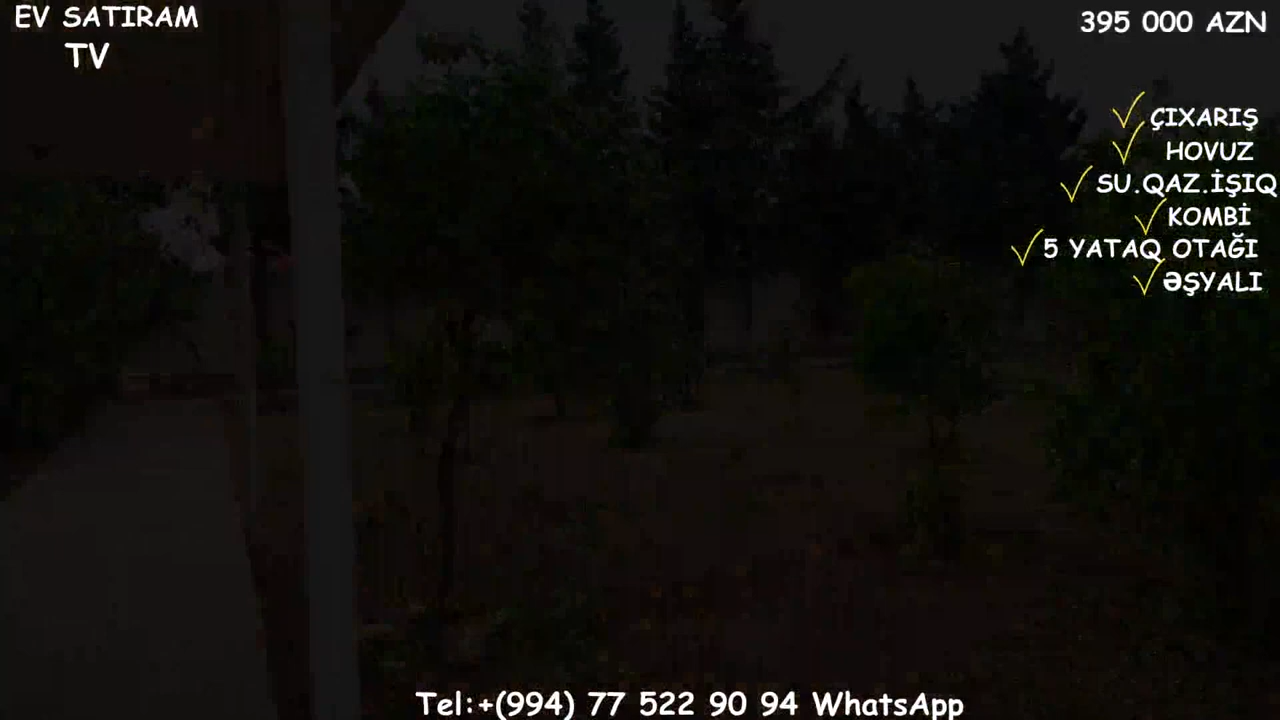 EV SATIRAM
TV
395 000 AZN
ÇIXARIŞ
HOVUZ
SU.QAZ.İŞIQ
KOMBİ
5 YATAQ OTAĞI
ƏŞYALI
Tel:+(994) 77 522 90 94 WhatsApp